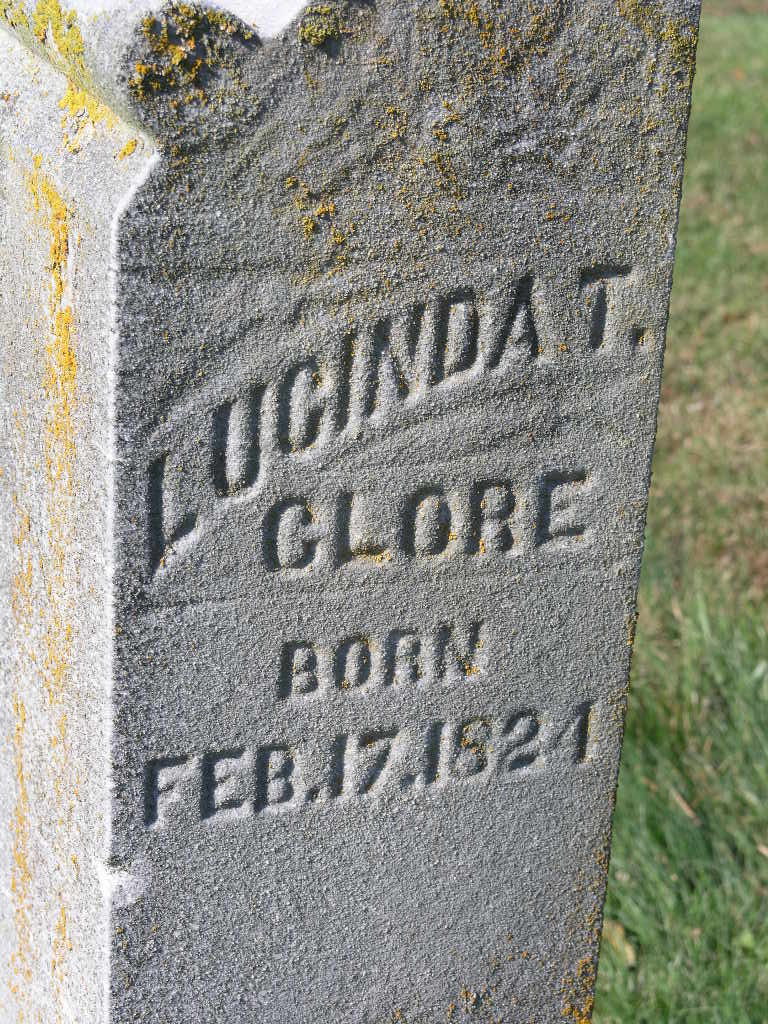 LUCINDA T.
CLORE
BORN
FEB. 17, 1824